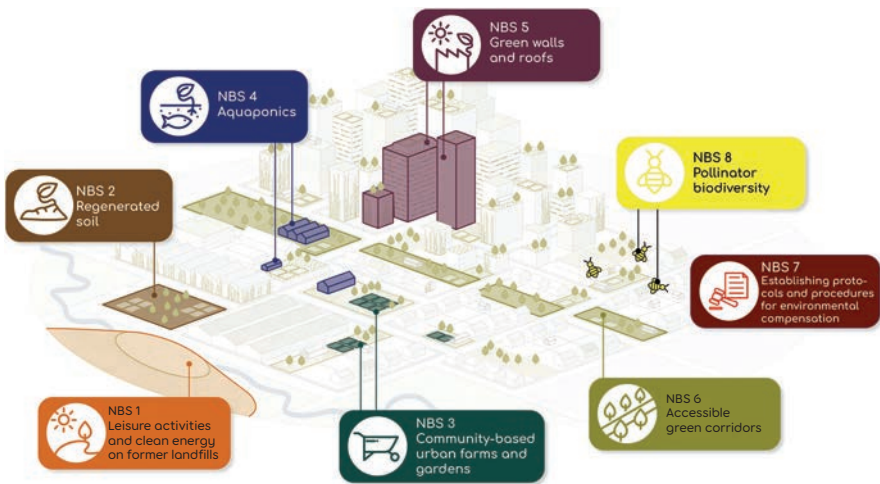 NBS 5
Green walls
and roofs
NBS 4
Aquaponics
NBS 8
Pollinator
biodiversity
NBS 2
Regenerated
soil
NBS 7
Establishing proto-
cols and procedures
for environmental
compensation
NBS 1
Leisure activities
and clean energy
on former landfills
NBS 3
Community-based
urban farms and
gardens
NBS 6
Accessible
green corridors